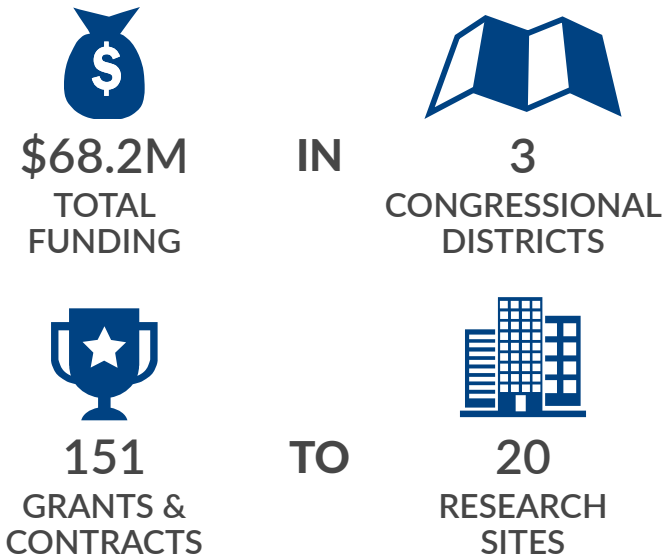 $
$68.2M IN 3
TOTAL CONGRESSIONAL
FUNDING DISTRICTS
151 TO 20
GRANTS & RESEARCH
CONTRACTS SITES